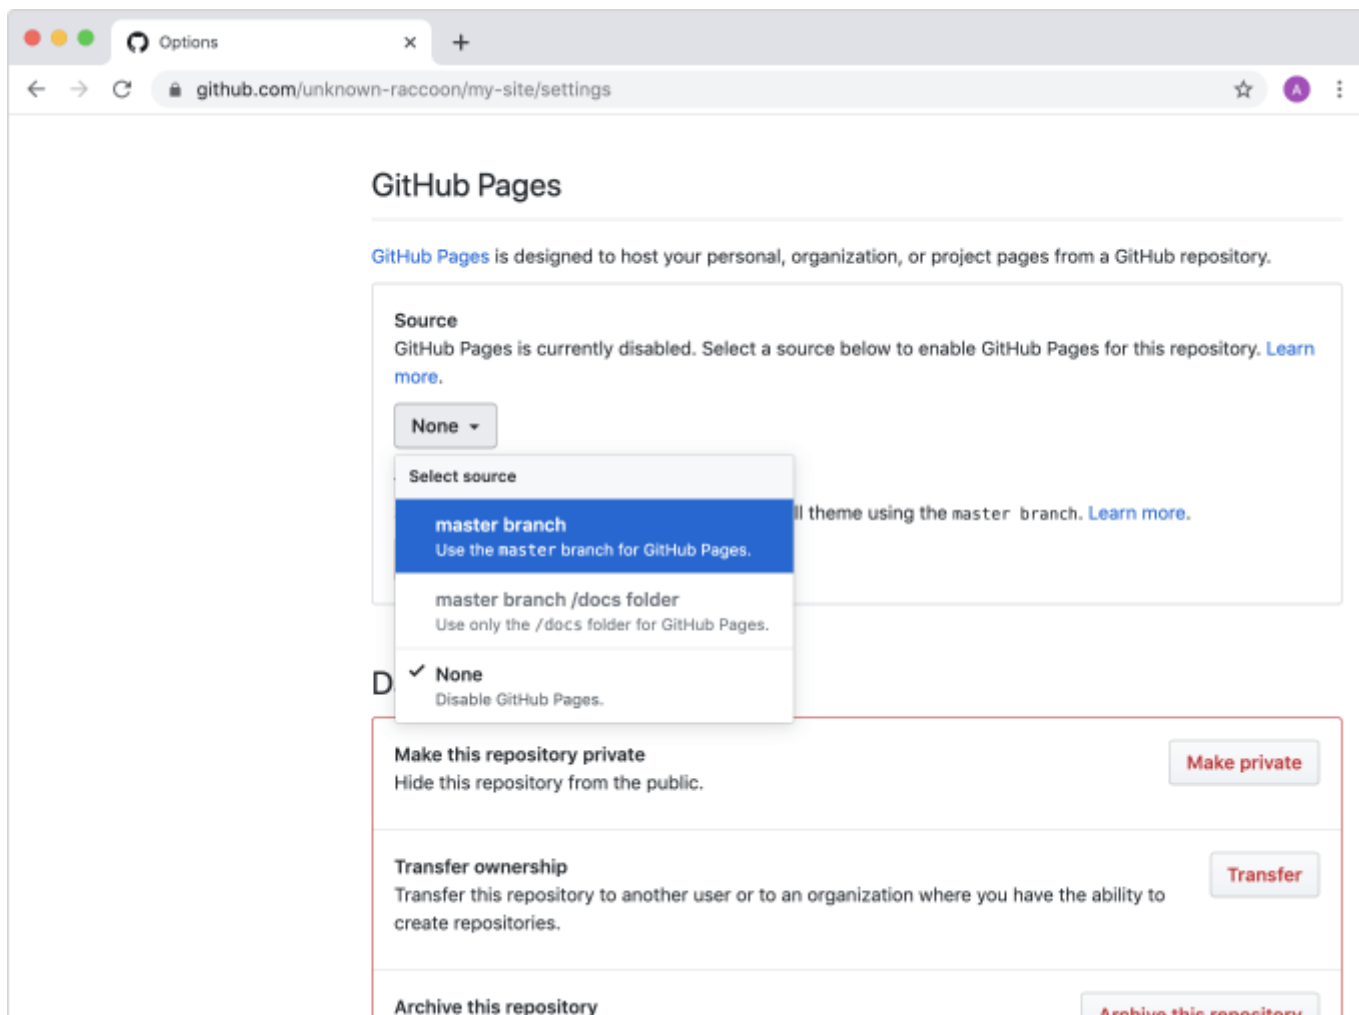 Options
github.com/unknown-raccoon/my-site/settings
A
GitHub Pages
GitHub Pages is designed to host your personal, organization, or project pages from a GitHub repository.
Source
GitHub Pages is currently disabled. Select a source below to enable GitHub Pages for this repository. Learn
more.
None
Select source
master branch
ll theme using the master branch. Learn more.
Use the master branch for GitHub Pages.
master branch /docs folder
Use only the /docs folder for GitHub Pages.
D
None
Disable GitHub Pages.
Make this repository private
Make private
Hide this repository from the public.
Transfer ownership
Transfer
Transfer this repository to another user or to an organization where you have the ability to
create repositories.
Archive this repository
Archive this repository